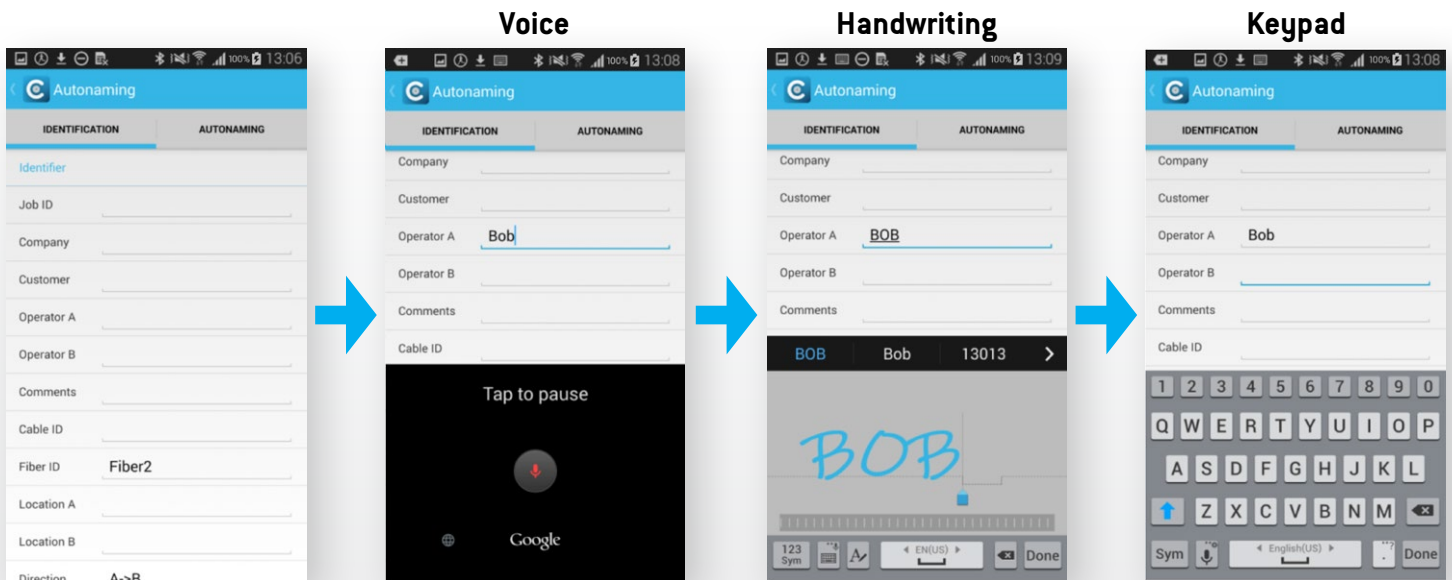 Voice
Handwriting
Keypad
100% 13:06
Autonaming
IDENTIFICATION AUTONAMING
Identifier
Job ID
Company
Customer
Operator A
Operator B
Comments
Cable ID
Fiber ID Fiber2
Location A
Location B
Direction A->B
100% 13:08
Autonaming
IDENTIFICATION AUTONAMING
Company
Customer
Operator A Bob
Operator B
Comments
Cable ID
Tap to pause
Google
100% 13:09
Autonaming
IDENTIFICATION AUTONAMING
Company
Customer
Operator A BOB
Operator B
Comments
BOB Bob 13013
BOB
123
Sym EN(US) Done
100% 13:08
Autonaming
IDENTIFICATION AUTONAMING
Company
Customer
Operator A Bob
Operator B
Comments
Cable ID
1 2 3 4 5 6 7 8 9 0
Q W E R T Y U I O P
A S D F G H J K L
Z X C V B N M
Sym English(US) . Done